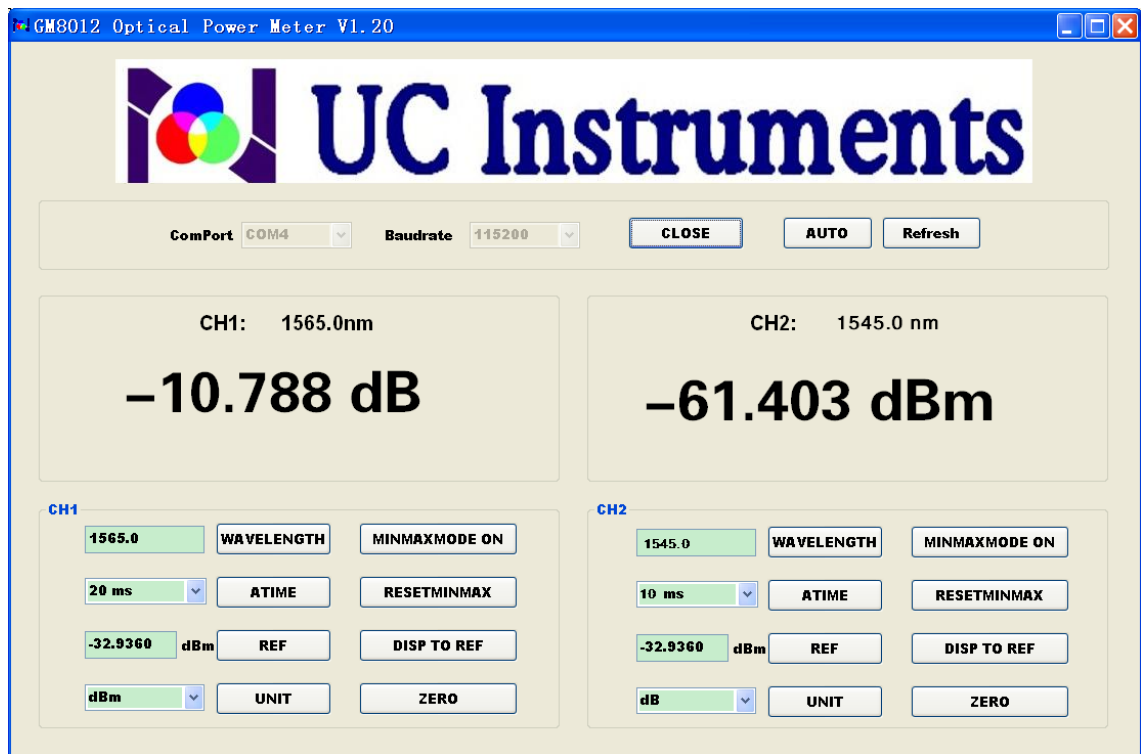 GM8012 Optical Power Meter V1.20
UC Instruments
ComPort COM4 Baudrate 115200 CLOSE AUTO Refresh
CH1: 1565.0nm
−10.788 dB
CH2: 1545.0 nm
−61.403 dBm
CH1
1565.0 WAVELENGTH MINMAXMODE ON
20 ms ATIME RESETMINMAX
-32.9360 dBm REF DISP TO REF
dBm UNIT ZERO
CH2
1545.0 WAVELENGTH MINMAXMODE ON
10 ms ATIME RESETMINMAX
-32.9360 dBm REF DISP TO REF
dB UNIT ZERO